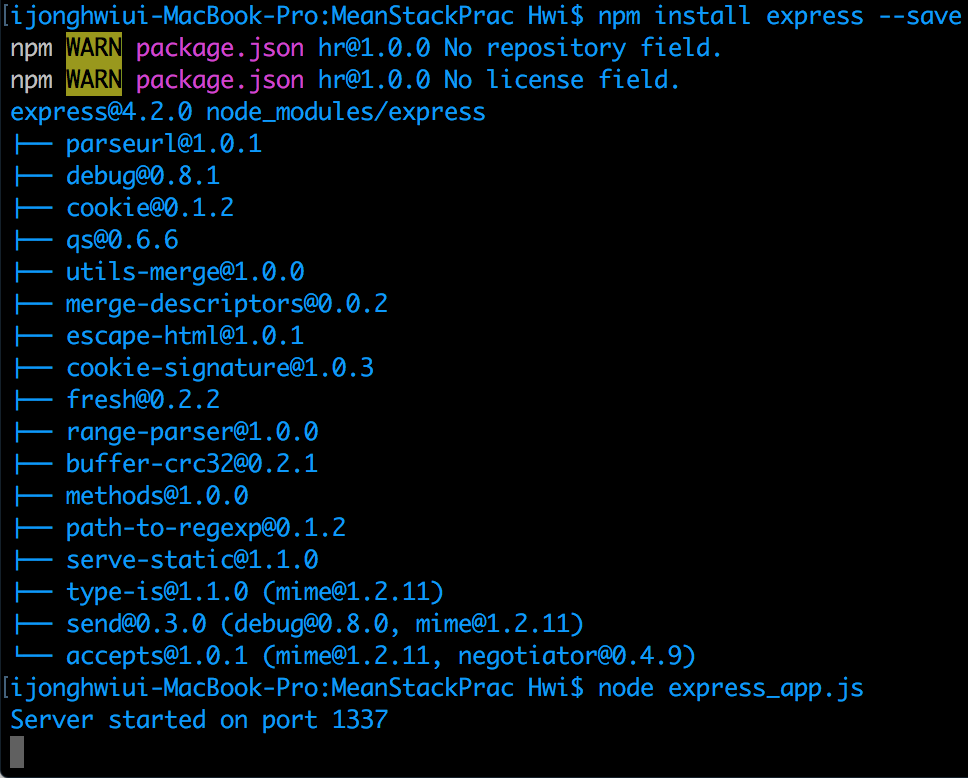 [ijonghwiui-MacBook-Pro:MeanStackPrac Hwi$ npm install express --save
npm WARN package.json hr@1.0.0 No repository field.
npm WARN package.json hr@1.0.0 No license field.
express@4.2.0 node_modules/express
├── parseurl@1.0.1
├── debug@0.8.1
├── cookie@0.1.2
├── qs@0.6.6
├── utils-merge@1.0.0
├── merge-descriptors@0.0.2
├── escape-html@1.0.1
├── cookie-signature@1.0.3
├── fresh@0.2.2
├── range-parser@1.0.0
├── buffer-crc32@0.2.1
├── methods@1.0.0
├── path-to-regexp@0.1.2
├── serve-static@1.1.0
├── type-is@1.1.0 (mime@1.2.11)
├── send@0.3.0 (debug@0.8.0, mime@1.2.11)
└── accepts@1.0.1 (mime@1.2.11, negotiator@0.4.9)
[ijonghwiui-MacBook-Pro:MeanStackPrac Hwi$ node express_app.js
Server started on port 1337